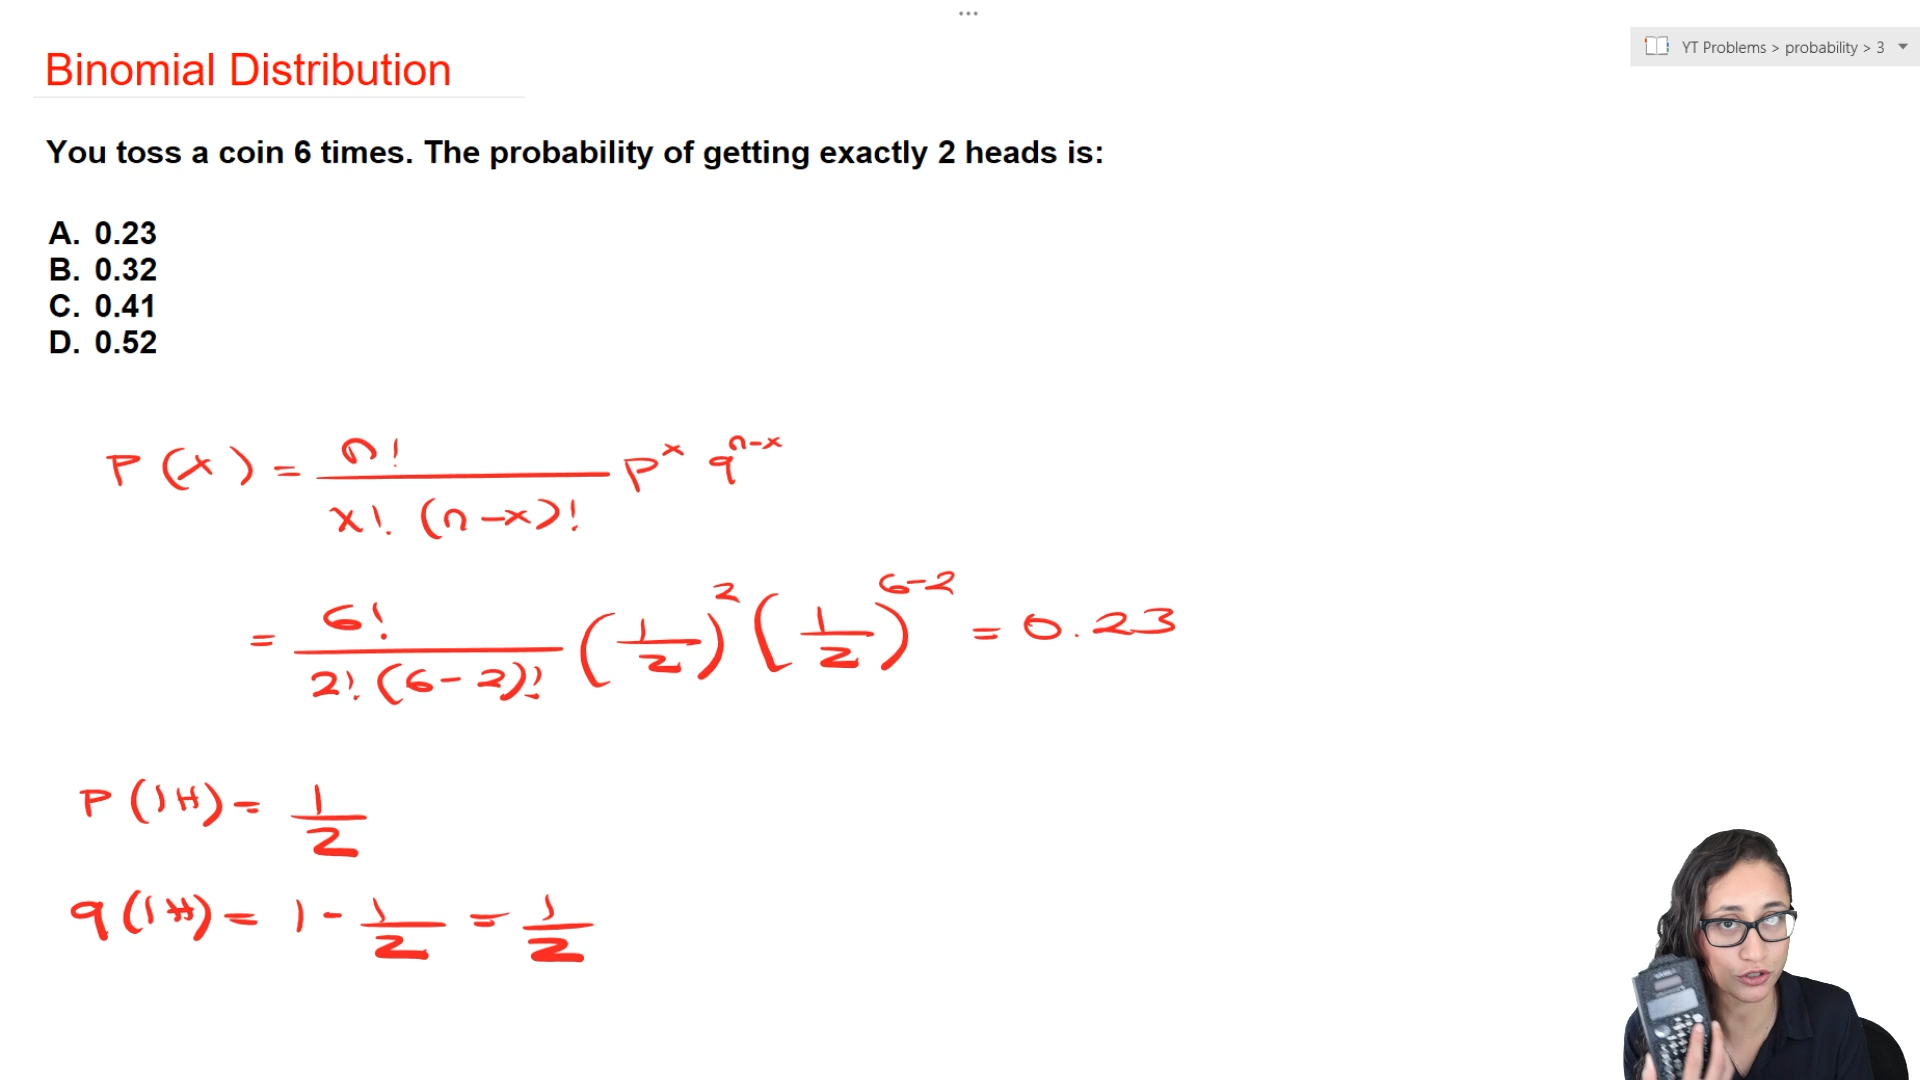 ...
YT Problems > probability > 3
Binomial Distribution
You toss a coin 6 times. The probability of getting exactly 2 heads is:
A. 0.23
B. 0.32
C. 0.41
D. 0.52
P(x) = n! / x! (n-x)! p^x q^n-x
= 6! / 2! (6-2)! (1/2)^2 (1/2)^6-2 = 0.23
P(1H) = 1/2
q(1H) = 1 - 1/2 = 1/2